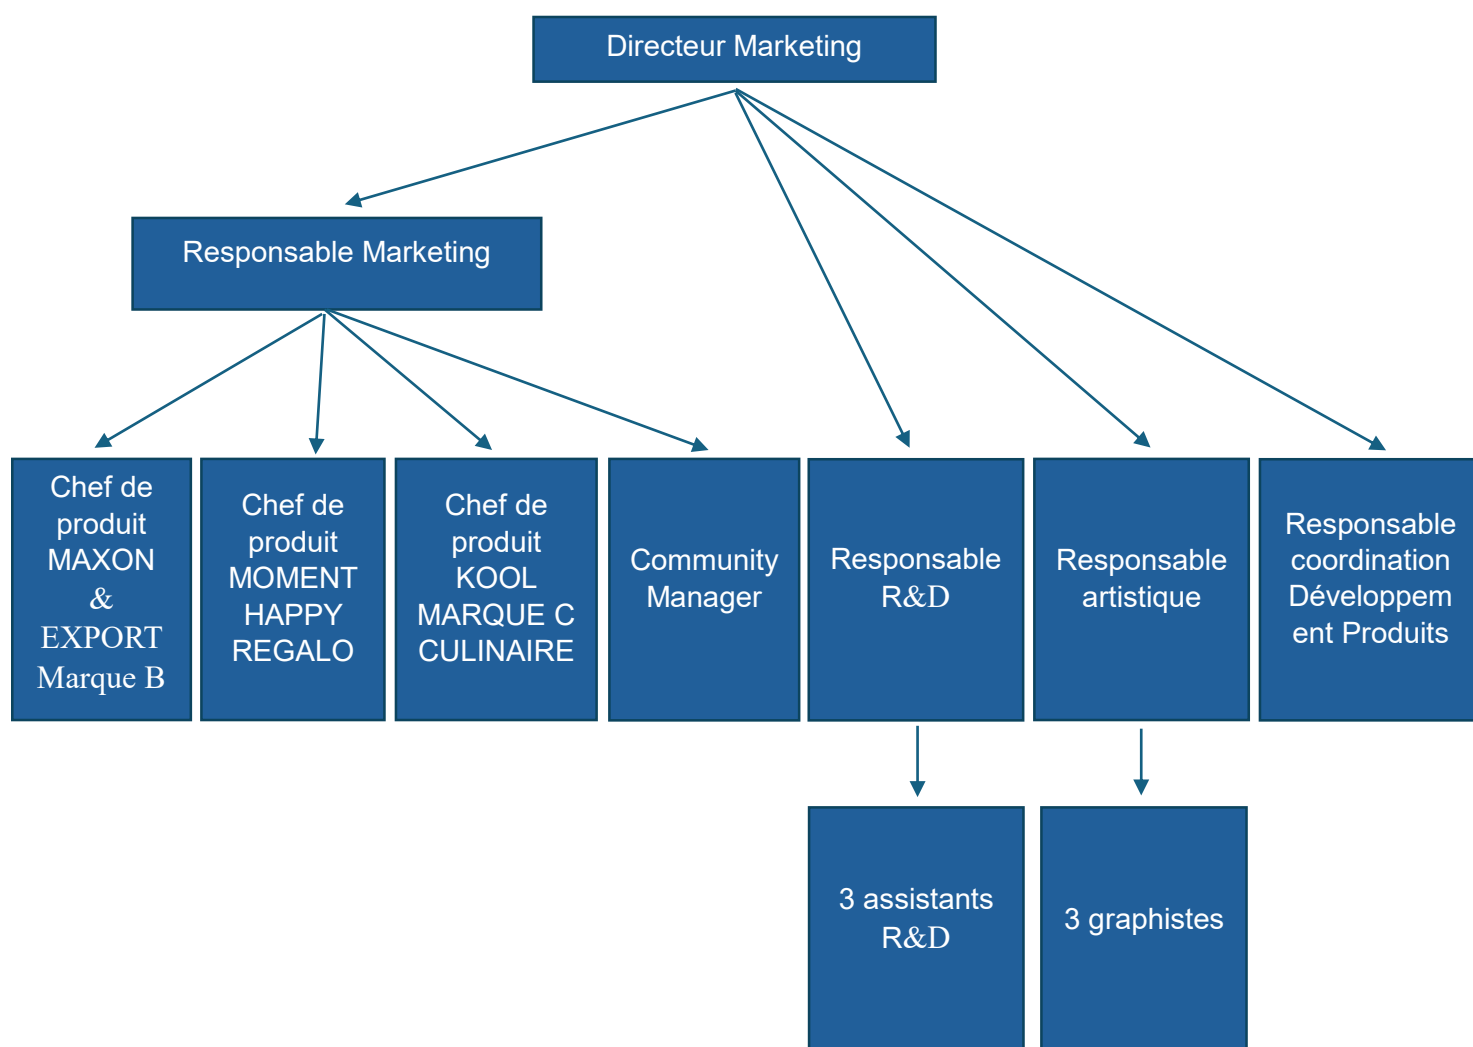 Directeur Marketing
Responsable Marketing
Chef de
produit
MAXON
&
EXPORT
Marque B
Chef de
produit
MOMENT
HAPPY
REGALO
Chef de
produit
KOOL
MARQUE C
CULINAIRE
Community
Manager
Responsable
R&D
Responsable
artistique
Responsable
coordination
Développem
ent Produits
3 assistants
R&D
3 graphistes